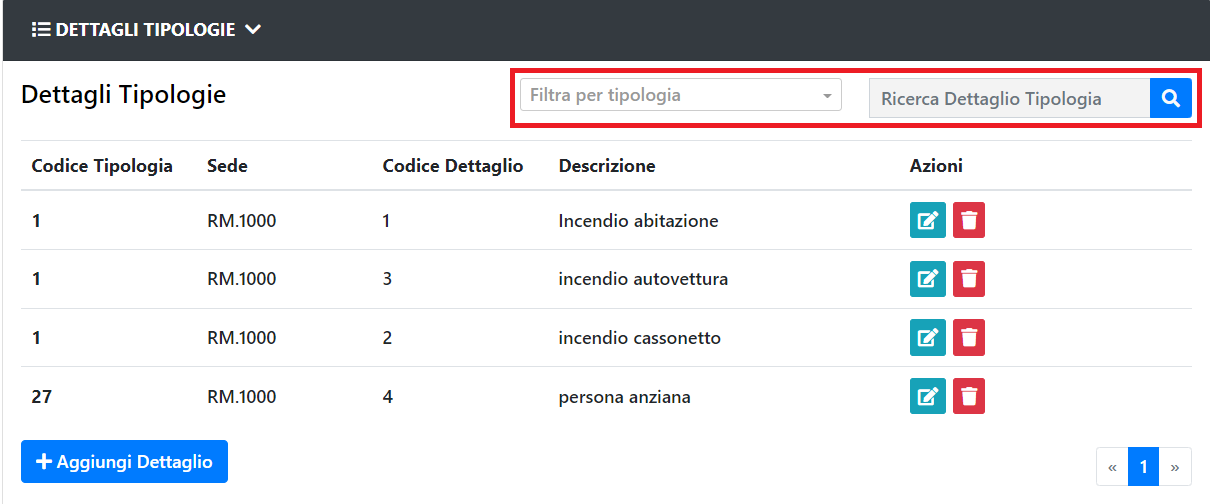 DETTAGLI TIPOLOGIE
Dettagli Tipologie
Filtra per tipologia
Ricerca Dettaglio Tipologia
Codice Tipologia Sede Codice Dettaglio Descrizione Azioni
1 RM.1000 1 Incendio abitazione
1 RM.1000 3 incendio autovettura
1 RM.1000 2 incendio cassonetto
27 RM.1000 4 persona anziana
Aggiungi Dettaglio
« 1 »